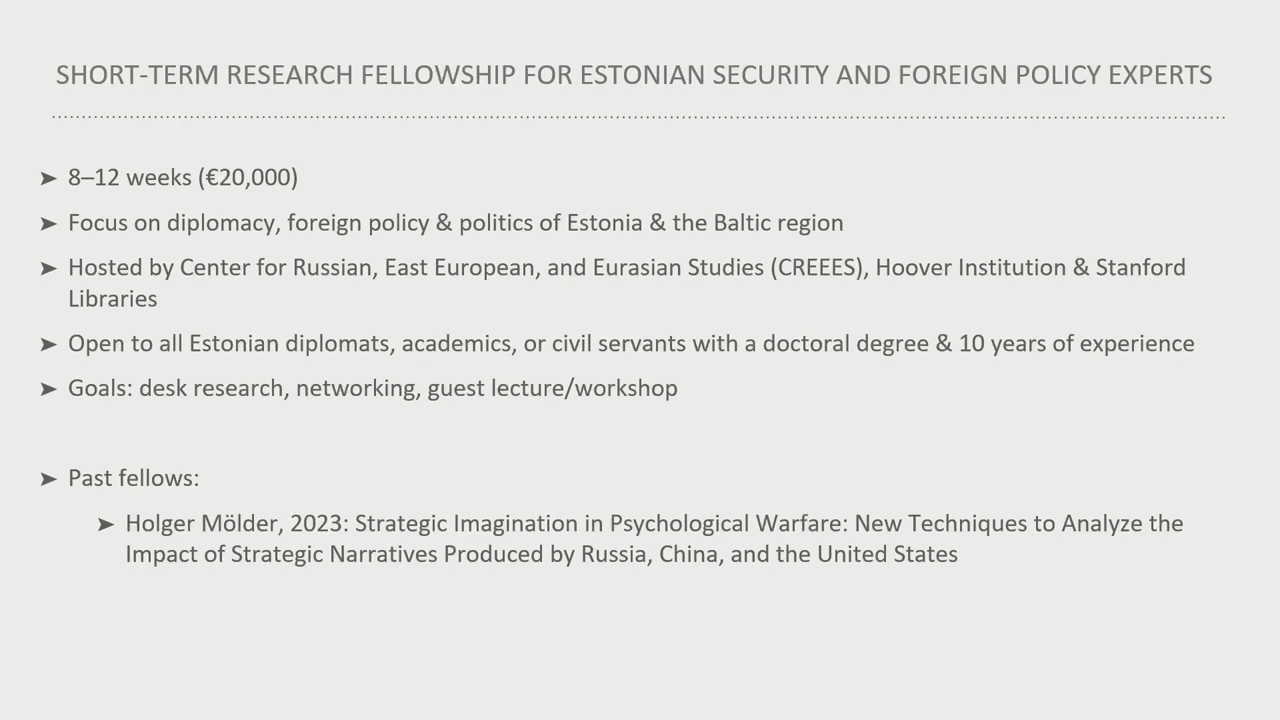 SHORT-TERM RESEARCH FELLOWSHIP FOR ESTONIAN SECURITY AND FOREIGN POLICY EXPERTS
➤ 8–12 weeks (€20,000)
➤ Focus on diplomacy, foreign policy & politics of Estonia & the Baltic region
➤ Hosted by Center for Russian, East European, and Eurasian Studies (CREEES), Hoover Institution & Stanford
Libraries
➤ Open to all Estonian diplomats, academics, or civil servants with a doctoral degree & 10 years of experience
➤ Goals: desk research, networking, guest lecture/workshop
➤ Past fellows:
➤ Holger Mölder, 2023: Strategic Imagination in Psychological Warfare: New Techniques to Analyze the
Impact of Strategic Narratives Produced by Russia, China, and the United States